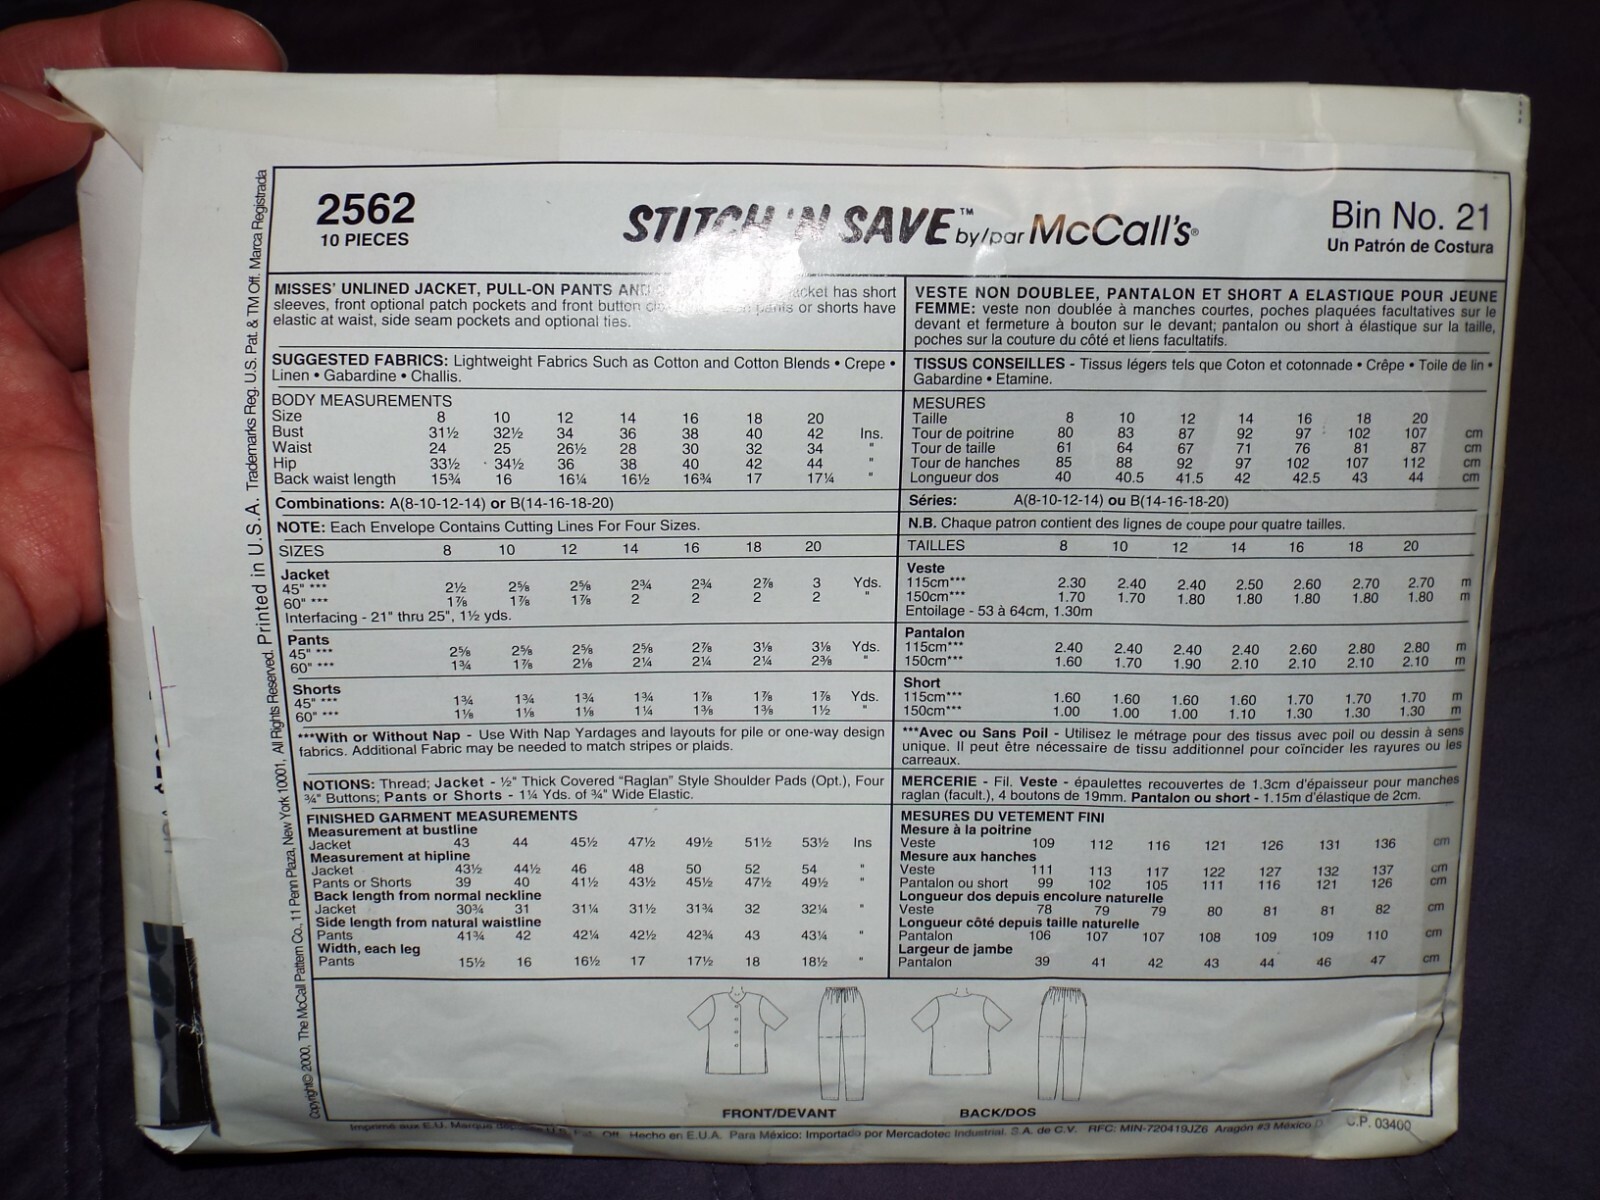 2562
10 PIECES
STITCH 'N SAVE™ by/par McCall's®
Bin No. 21
Un Patrón de Costura
MISSES' UNLINED JACKET, PULL-ON PANTS AND
jacket has short
sleeves, front optional patch pockets and front button
pants or shorts have
elastic at waist, side seam pockets and optional ties.
SUGGESTED FABRICS: Lightweight Fabrics Such as Cotton and Cotton Blends • Crepe •
Linen • Gabardine • Challis.
BODY MEASUREMENTS
Size 8 10 12 14 16 18 20
Bust 31½ 32½ 34 36 38 40 42 Ins.
Waist 24 25 26½ 28 30 32 34 "
Hip 33½ 34½ 36 38 40 42 44 "
Back waist length 15¾ 16 16¼ 16½ 16¾ 17 17¼ "
Combinations: A(8-10-12-14) or B(14-16-18-20)
NOTE: Each Envelope Contains Cutting Lines For Four Sizes.
SIZES 8 10 12 14 16 18 20
Jacket
45" *** 2½ 2⅝ 2⅝ 2¾ 2¾ 2⅞ 3 Yds.
60" *** 1⅞ 1⅞ 1⅞ 2 2 2 2 "
Interfacing - 21" thru 25", 1½ yds.
Pants
45" *** 2⅝ 2⅝ 2⅝ 2⅝ 2⅞ 3⅛ 3⅛ Yds.
60" *** 1¾ 1⅞ 2⅛ 2¼ 2¼ 2¼ 2⅜ "
Shorts
45" *** 1¾ 1¾ 1¾ 1¾ 1⅞ 1⅞ 1⅞ Yds.
60" *** 1⅛ 1⅛ 1⅛ 1¼ 1⅜ 1⅜ 1½ "
***With or Without Nap - Use With Nap Yardages and layouts for pile or one-way design
fabrics. Additional Fabric may be needed to match stripes or plaids.
NOTIONS: Thread; Jacket - ½" Thick Covered "Raglan" Style Shoulder Pads (Opt.), Four
¾" Buttons; Pants or Shorts - 1¼ Yds. of ¾" Wide Elastic.
FINISHED GARMENT MEASUREMENTS
Measurement at bustline
Jacket 43 44 45½ 47½ 49½ 51½ 53½ Ins
Measurement at hipline
Jacket 43½ 44½ 46 48 50 52 54 "
Pants or Shorts 39 40 41½ 43½ 45½ 47½ 49½ "
Back length from normal neckline
Jacket 30¾ 31 31¼ 31½ 31¾ 32 32¼ "
Side length from natural waistline
Pants 41¾ 42 42¼ 42½ 42¾ 43 43¼ "
Width, each leg
Pants 15½ 16 16½ 17 17½ 18 18½ "
VESTE NON DOUBLEE, PANTALON ET SHORT A ELASTIQUE POUR JEUNE
FEMME: veste non doublée à manches courtes, poches plaquées facultatives sur le
devant et fermeture à bouton sur le devant; pantalon ou short à élastique sur la taille,
poches sur la couture du côté et liens facultatifs.
TISSUS CONSEILLES - Tissus légers tels que Coton et cotonnade • Crêpe • Toile de lin •
Gabardine • Etamine.
MESURES
Taille 8 10 12 14 16 18 20
Tour de poitrine 80 83 87 92 97 102 107 cm
Tour de taille 61 64 67 71 76 81 87 cm
Tour de hanches 85 88 92 97 102 107 112 cm
Longueur dos 40 40.5 41.5 42 42.5 43 44 cm
Séries: A(8-10-12-14) ou B(14-16-18-20)
N.B. Chaque patron contient des lignes de coupe pour quatre tailles.
TAILLES 8 10 12 14 16 18 20
Veste
115cm*** 2.30 2.40 2.40 2.50 2.60 2.70 2.70 m
150cm*** 1.70 1.70 1.80 1.80 1.80 1.80 1.80 m
Entoilage - 53 à 64cm, 1.30m
Pantalon
115cm*** 2.40 2.40 2.40 2.40 2.60 2.80 2.80 m
150cm*** 1.60 1.70 1.90 2.10 2.10 2.10 2.10 m
Short
115cm*** 1.60 1.60 1.60 1.60 1.70 1.70 1.70 m
150cm*** 1.00 1.00 1.00 1.10 1.30 1.30 1.30 m
***Avec ou Sans Poil - Utilisez le métrage pour des tissus avec poil ou dessin à sens
unique. Il peut être nécessaire de tissu additionnel pour coïncider les rayures ou les
carreaux.
MERCERIE - Fil. Veste - épaulettes recouvertes de 1.3cm d'épaisseur pour manches
raglan (facult.), 4 boutons de 19mm. Pantalon ou short - 1.15m d'élastique de 2cm.
MESURES DU VETEMENT FINI
Mesure à la poitrine
Veste 109 112 116 121 126 131 136 cm
Mesure aux hanches
Veste 111 113 117 122 127 132 137 cm
Pantalon ou short 99 102 105 111 116 121 126 cm
Longueur dos depuis encolure naturelle
Veste 78 79 79 80 81 81 82 cm
Longueur côté depuis taille naturelle
Pantalon 106 107 107 108 109 109 110 cm
Largeur de jambe
Pantalon 39 41 42 43 44 46 47 cm
FRONT/DEVANT
BACK/DOS
Imprimé aux E.U. Marque Off. Hecho en E.U.A. Para México: Importado por Mercadotec Industrial, S.A. de C.V. RFC: MIN-720419JZ6 Aragón #3 México C.P. 03400
Copyright© 2000, The McCall Pattern Co., 11 Penn Plaza, New York 10001, All Rights Reserved. Printed in U.S.A. Trademarks Reg. U.S. Pat. & TM Off. Marca Registrada